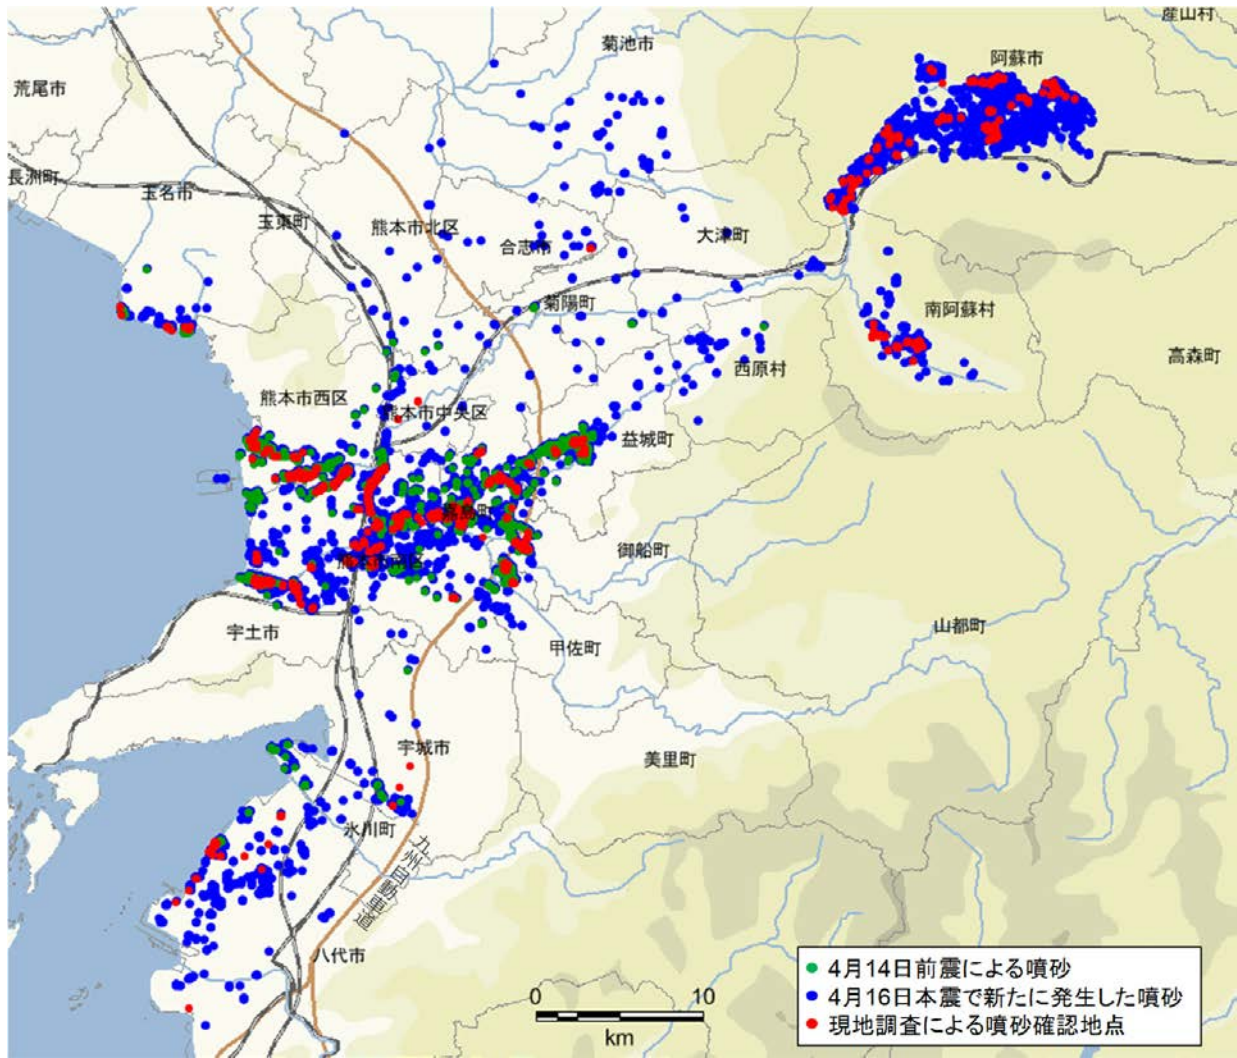 産山村
菊池市
阿蘇市
荒尾市
長洲町
玉名市
玉東町
熊本市北区
合志市
大津町
菊陽町
南阿蘇村
高森町
西原村
熊本市西区
熊本市中央区
益城町
嘉島町
御船町
熊本市南区
宇土市
甲佐町
山都町
宇城市
美里町
氷川町
九州自動車道
八代市
4月14日前震による噴砂
4月16日本震で新たに発生した噴砂
現地調査による噴砂確認地点
0 10
km